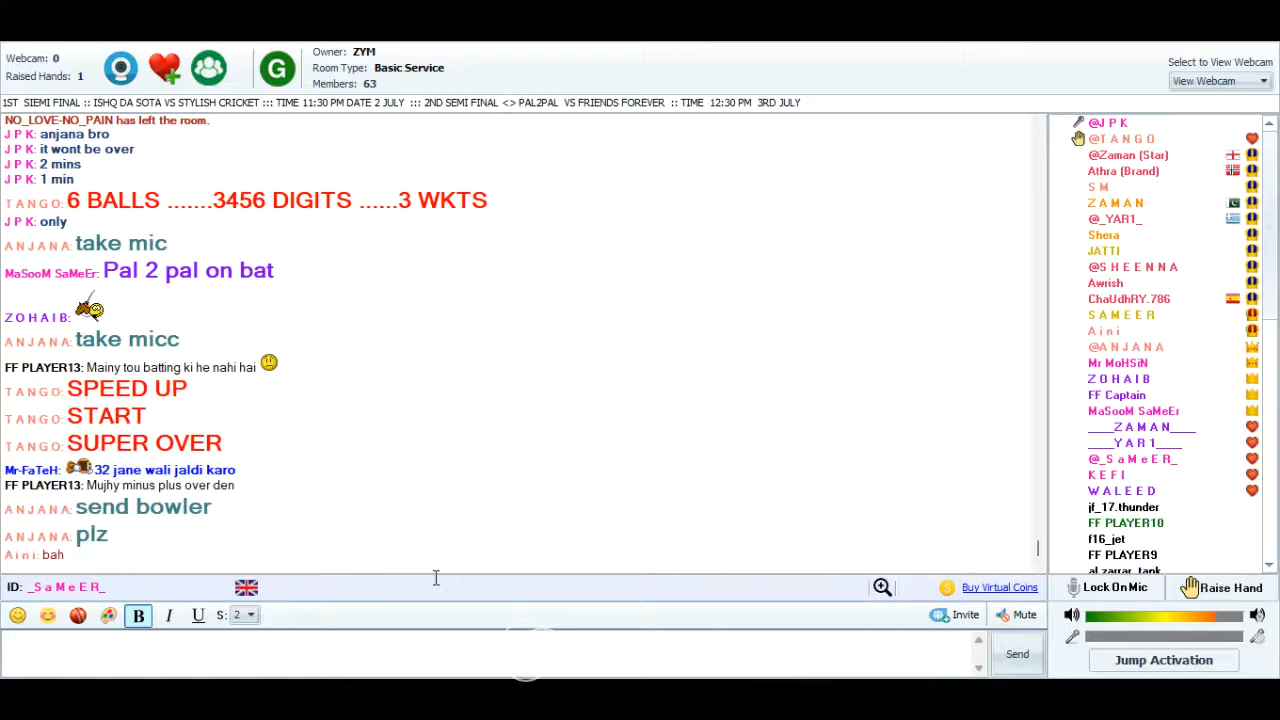 Webcam: 0
Raised Hands: 1
G
Owner: ZYM
Room Type: Basic Service
Members: 63
Select to View Webcam
View Webcam
1ST SIEMI FINAL :: ISHQ DA SOTA VS STYLISH CRICKET ::: TIME 11:30 PM DATE 2 JULY ::: 2ND SEMI FINAL <> PAL2PAL VS FRIENDS FOREVER :: TIME 12:30 PM 3RD JULY
NO_LOVE-NO_PAIN has left the room.
J P K: anjana bro
J P K: it wont be over
J P K: 2 mins
J P K: 1 min
T A N G O: 6 BALLS .......3456 DIGITS ......3 WKTS
J P K: only
A N J A N A: take mic
MaSooM SaMeEr: Pal 2 pal on bat
Z O H A I B:
A N J A N A: take micc
FF PLAYER13: Mainy tou batting ki he nahi hai
T A N G O: SPEED UP
T A N G O: START
T A N G O: SUPER OVER
Mr-FaTeH: 32 jane wali jaldi karo
FF PLAYER13: Mujhy minus plus over den
A N J A N A: send bowler
A N J A N A: plz
A i n i: bah
@J P K
@T A N G O
@Zaman (Star)
Athra (Brand)
S M
Z A M A N
@_YAR1_
Shera
JATTI
@S H E E N N A
Awrish
ChaUdhRY.786
S A M E E R
A i n i
@A N J A N A
Mr MoHSiN
Z O H A I B
FF Captain
MaSooM SaMeEr
____Z A M A N____
____Y A R 1____
@_S a M e E R_
K E F I
W A L E E D
jf_17.thunder
FF PLAYER10
f16_jet
FF PLAYER9
al.zarrar_tank
ID: _S a M e E R_
Buy Virtual Coins
Lock On Mic
Raise Hand
B I U S: 2
Invite
Mute
Send
Jump Activation